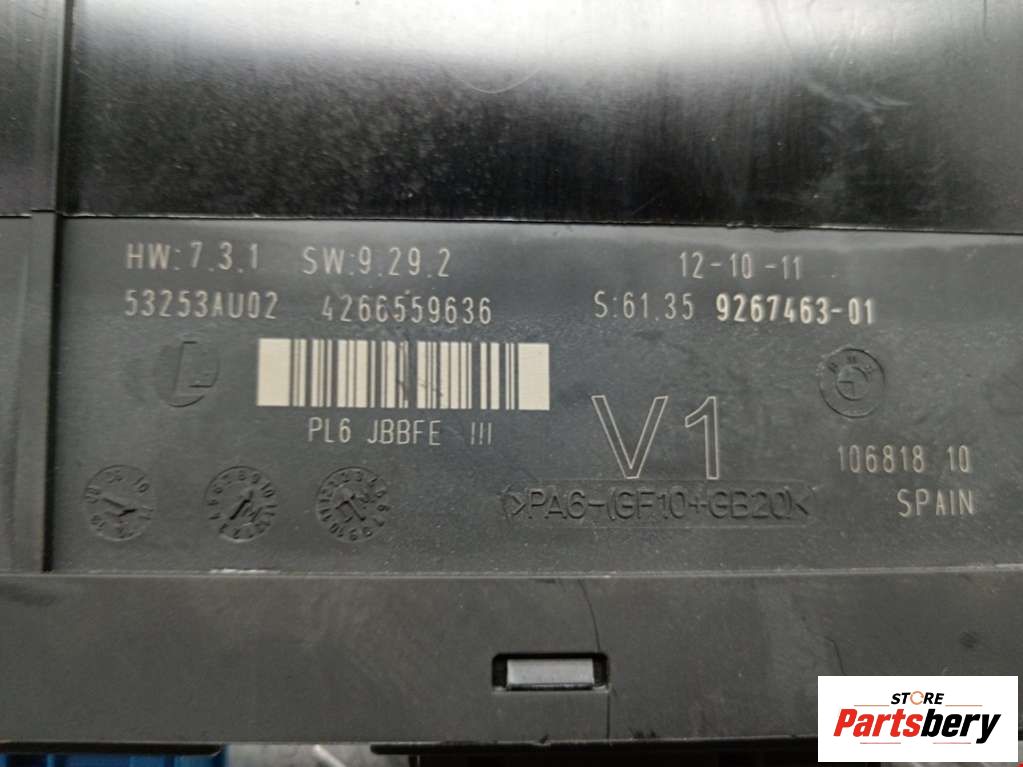 HW:7.3.1 SW:9.29.2 12-10-11
53253AU02 4266559636 S:61.35 9267463-01
L
BMW
PL6 JBBFE III
V1
106818 10
>PA6-(GF10+GB20)<
SPAIN
STORE
Partsbery